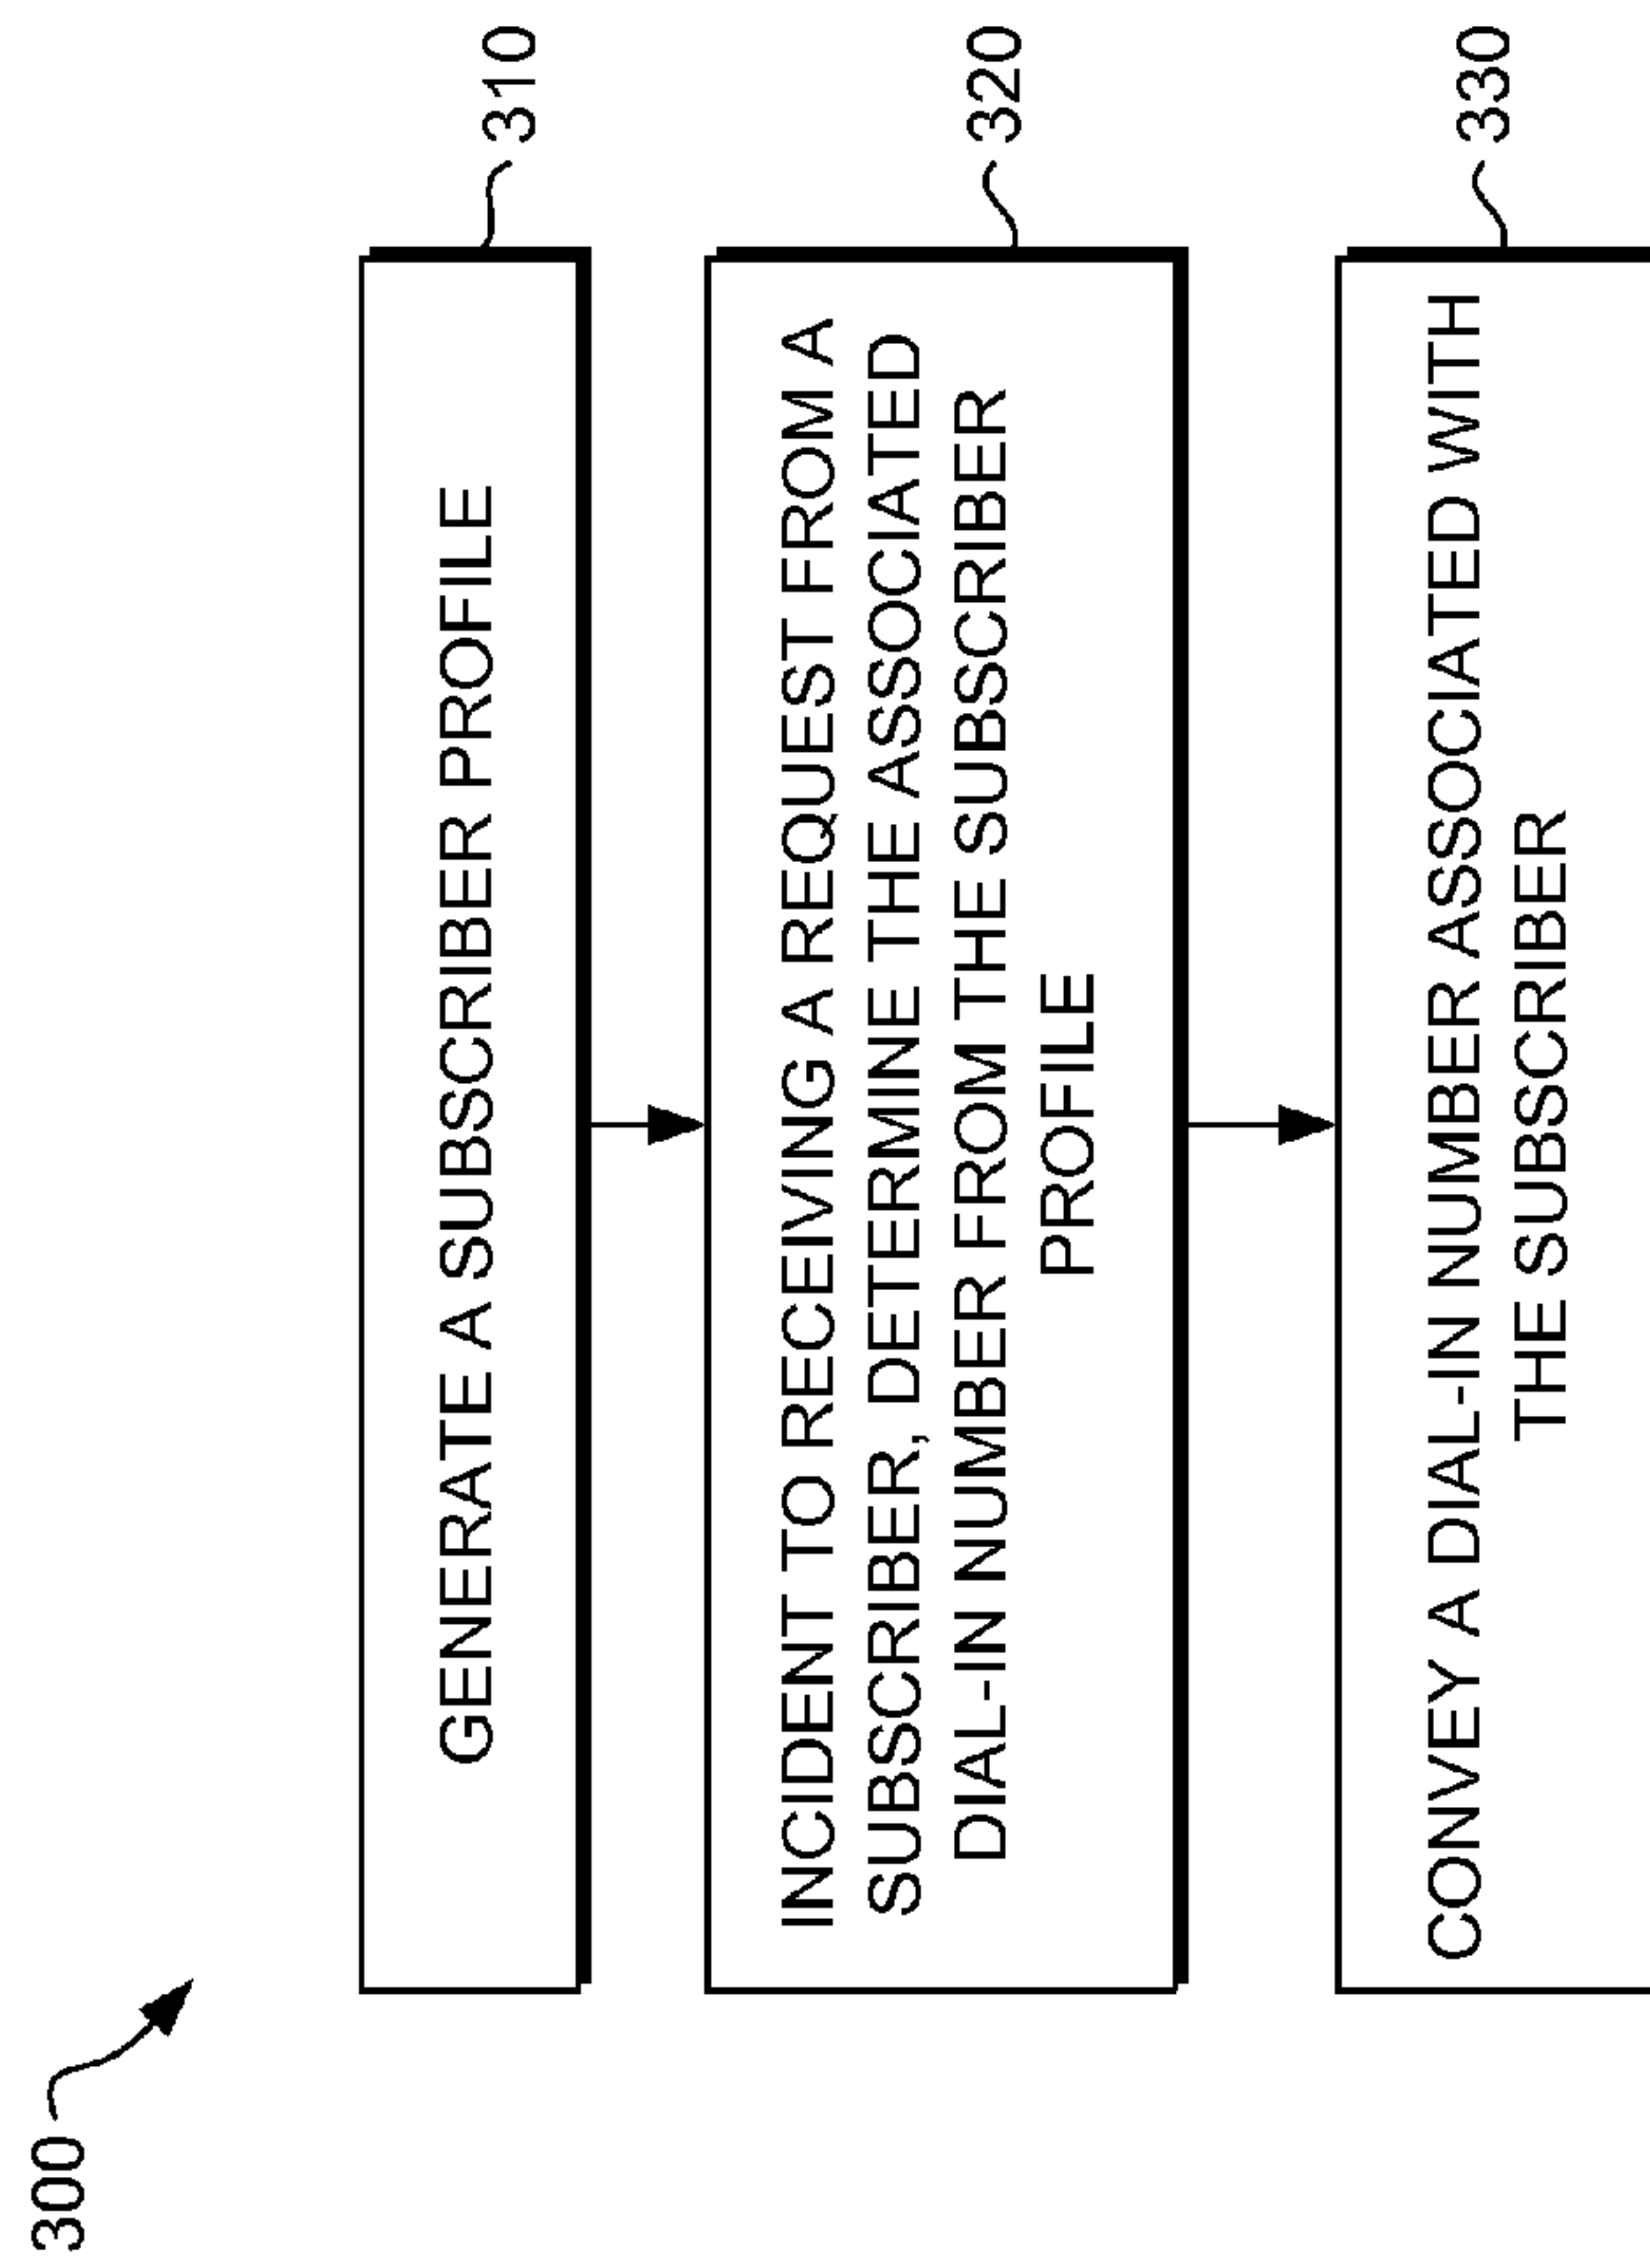 300
GENERATE A SUBSCRIBER PROFILE
310
INCIDENT TO RECEIVING A REQUEST FROM A
SUBSCRIBER, DETERMINE THE ASSOCIATED
DIAL-IN NUMBER FROM THE SUBSCRIBER
PROFILE
320
CONVEY A DIAL-IN NUMBER ASSOCIATED WITH
THE SUBSCRIBER
330